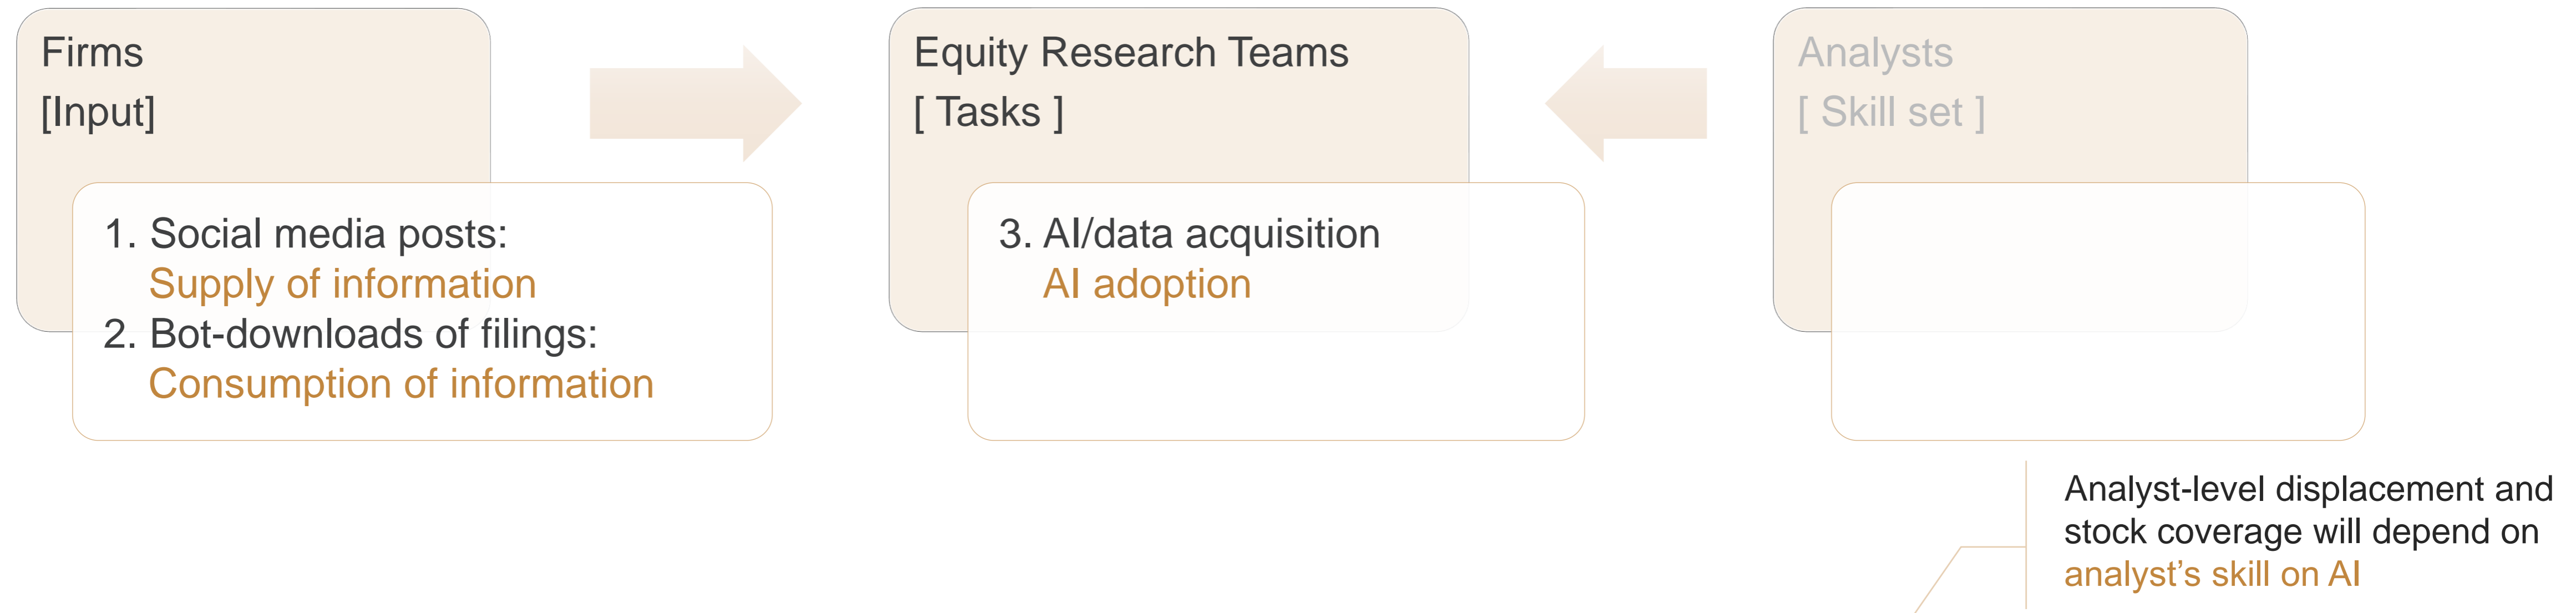 Firms
[Input]
1. Social media posts:
Supply of information
2. Bot-downloads of filings:
Consumption of information
Equity Research Teams
[ Tasks ]
3. AI/data acquisition
AI adoption
Analysts
[ Skill set ]
Analyst-level displacement and
stock coverage will depend on
analyst’s skill on AI